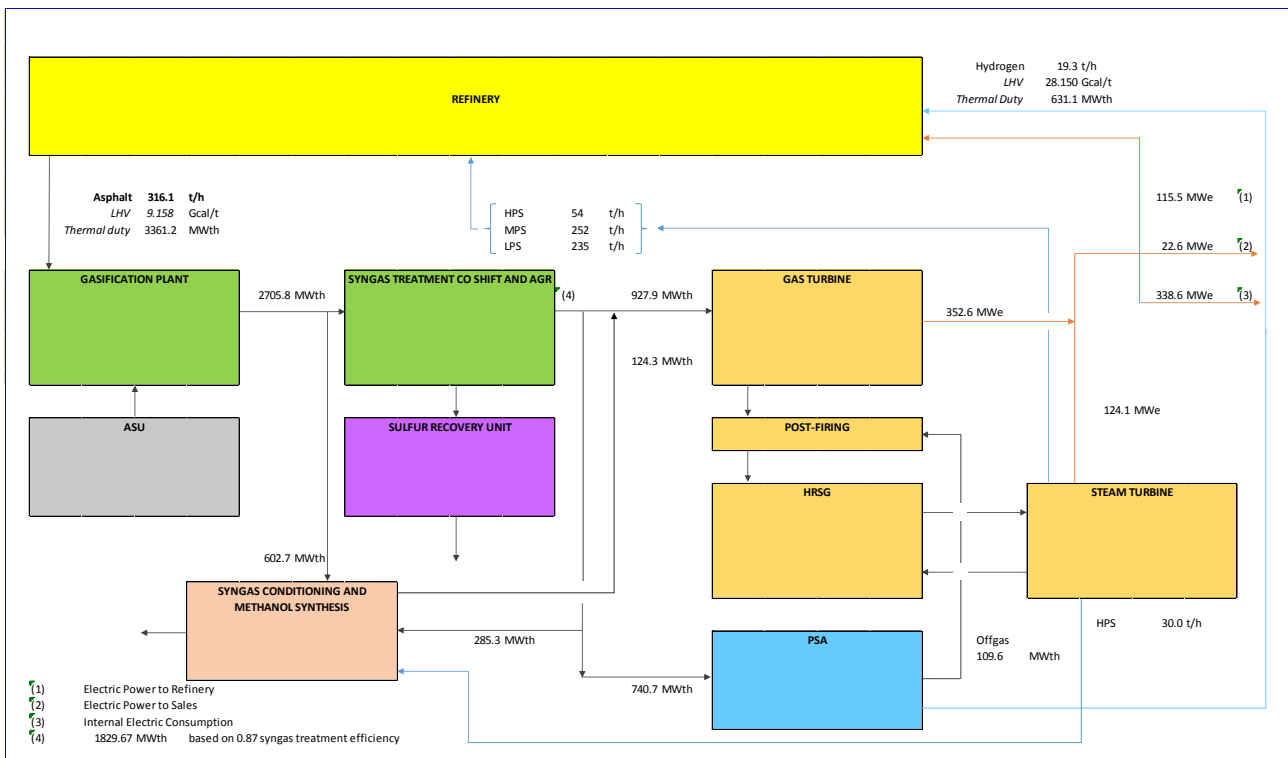 Hydrogen 19.3 t/h
LHV 28.150 Gcal/t
Thermal Duty 631.1 MWth
REFINERY
Asphalt 316.1 t/h
LHV 9.158 Gcal/t
Thermal duty 3361.2 MWth
HPS 54 t/h
MPS 252 t/h
LPS 235 t/h
115.5 MWe (1)
22.6 MWe (2)
338.6 MWe (3)
GASIFICATION PLANT
2705.8 MWth
SYNGAS TREATMENT CO SHIFT AND AGR
(4)
927.9 MWth
GAS TURBINE
352.6 MWe
124.3 MWth
124.1 MWe
ASU
SULFUR RECOVERY UNIT
POST-FIRING
HRSG
STEAM TURBINE
602.7 MWth
SYNGAS CONDITIONING AND
METHANOL SYNTHESIS
285.3 MWth
740.7 MWth
PSA
Offgas
109.6 MWth
HPS 30.0 t/h
(1) Electric Power to Refinery
(2) Electric Power to Sales
(3) Internal Electric Consumption
(4) 1829.67 MWth based on 0.87 syngas treatment efficiency